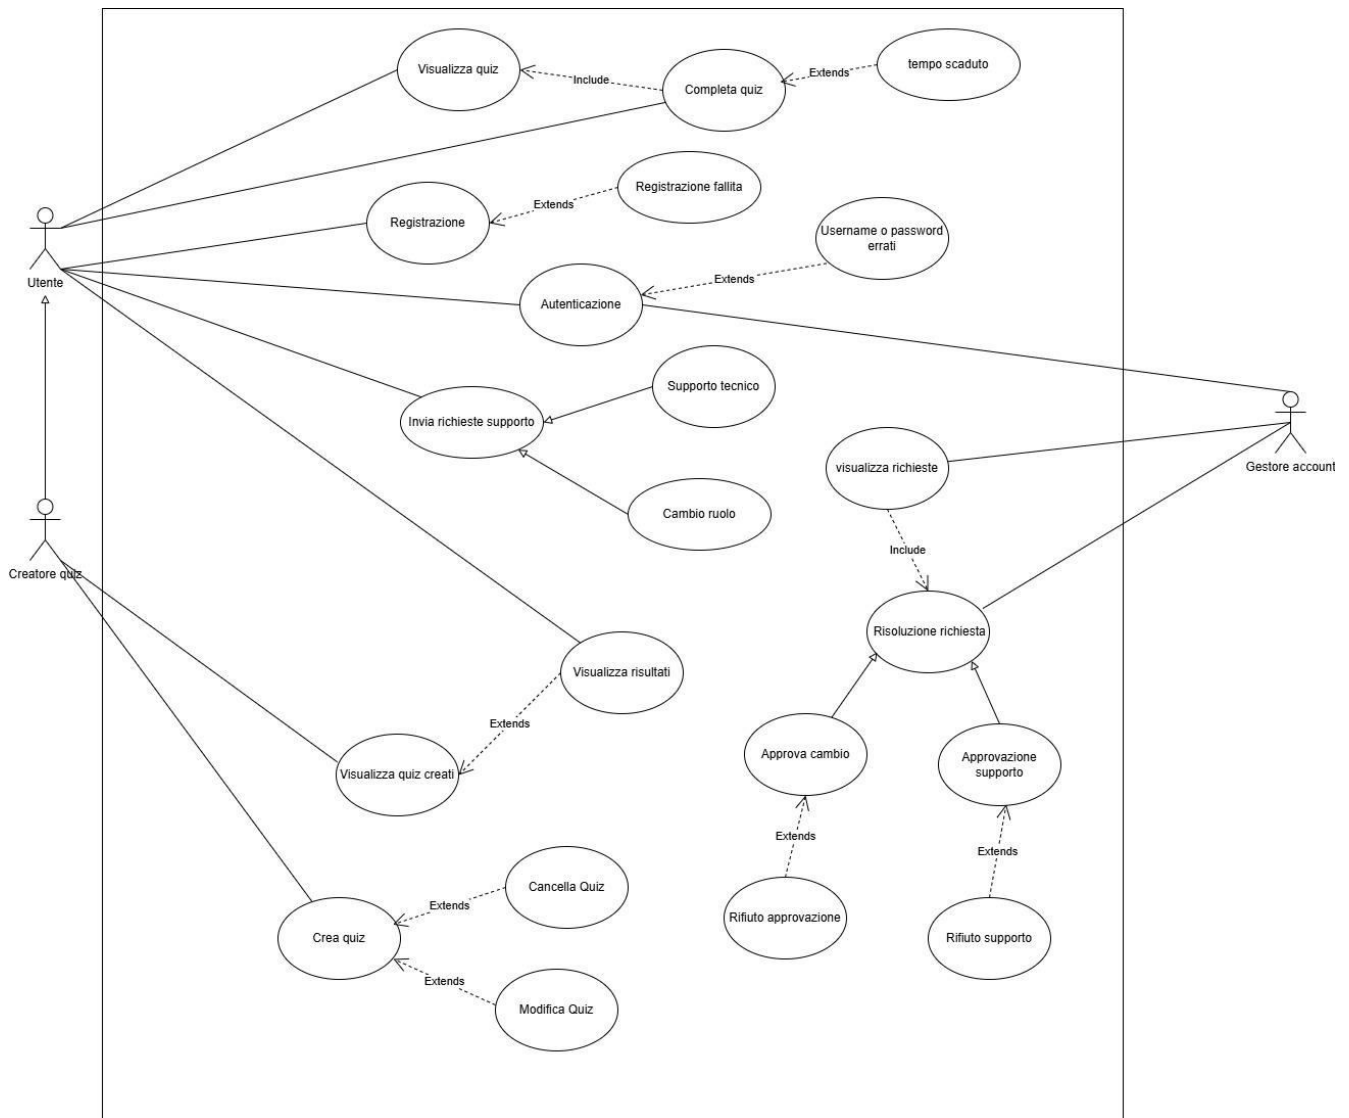 Visualizza quiz
Include
Completa quiz
Extends
tempo scaduto
Registrazione
Extends
Registrazione fallita
Username o password
errati
Extends
Autenticazione
Utente
Invia richieste supporto
Supporto tecnico
Cambio ruolo
visualizza richieste
Gestore account
Include
Risoluzione richiesta
Creatore quiz
Visualizza risultati
Extends
Visualizza quiz creati
Approva cambio
Approvazione
supporto
Extends
Extends
Rifiuto approvazione
Rifiuto supporto
Cancella Quiz
Extends
Crea quiz
Extends
Modifica Quiz